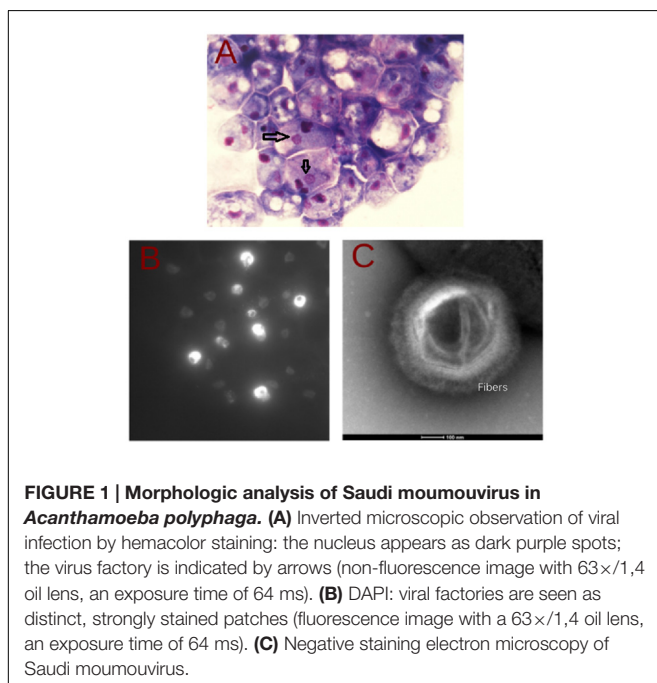 A
B
C
Fibers
100 nm
FIGURE 1 | Morphologic analysis of Saudi moumouvirus in
Acanthamoeba polyphaga. (A) Inverted microscopic observation of viral
infection by hemacolor staining: the nucleus appears as dark purple spots;
the virus factory is indicated by arrows (non-fluorescence image with 63×/1,4
oil lens, an exposure time of 64 ms). (B) DAPI: viral factories are seen as
distinct, strongly stained patches (fluorescence image with a 63×/1,4 oil lens,
an exposure time of 64 ms). (C) Negative staining electron microscopy of
Saudi moumouvirus.